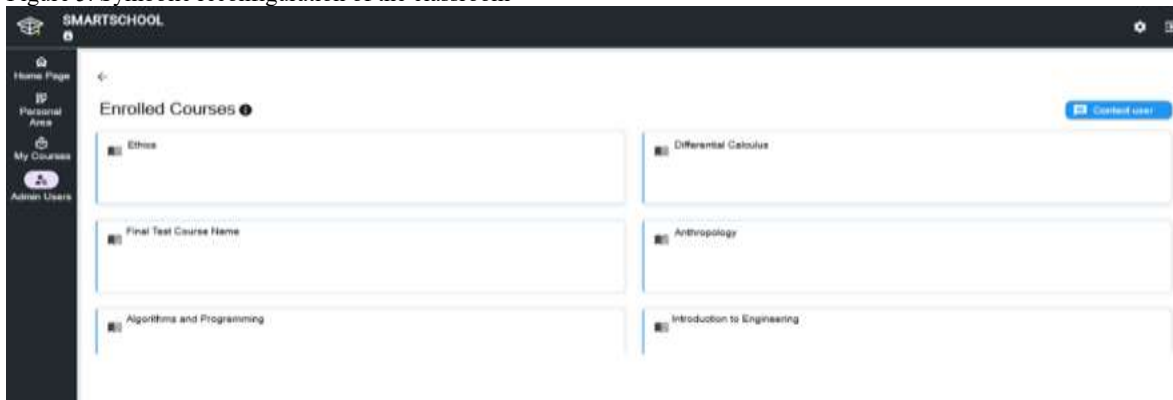 SMARTSCHOOL
Home Page
Personal
Area
My Courses
Admin Users
Enrolled Courses
Contact user
Ethics
Differential Calculus
Final Test Course Name
Anthropology
Algorithms and Programming
Introduction to Engineering